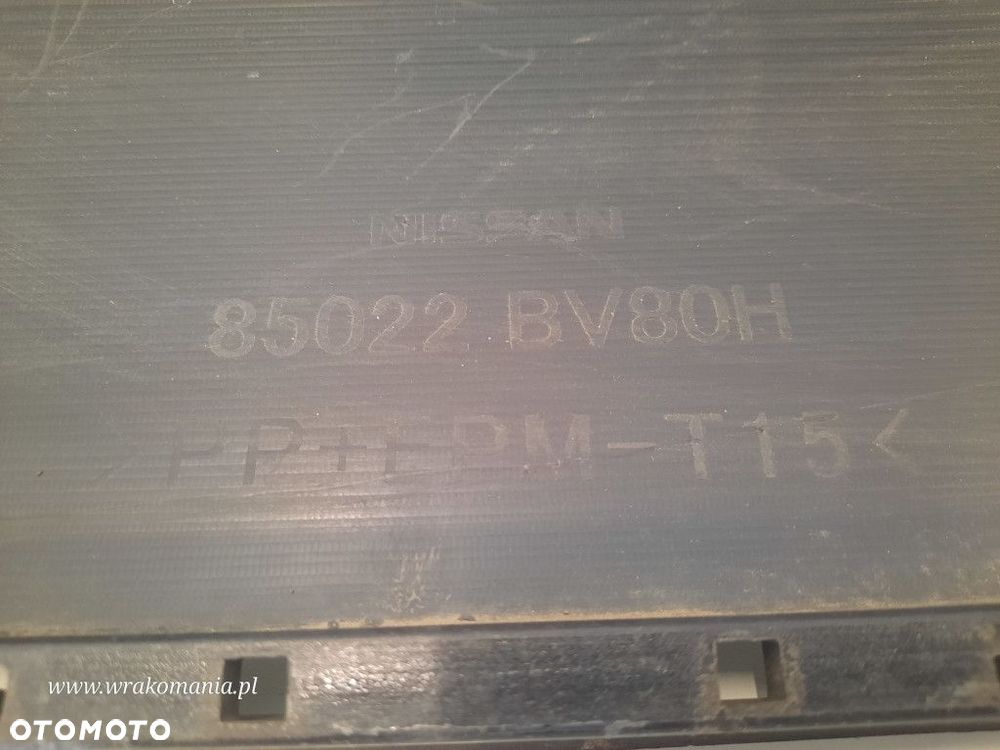 NISSAN
85022 BV80H
>PP+EPM-T15<
www.wrakomania.pl
OTOMOTO